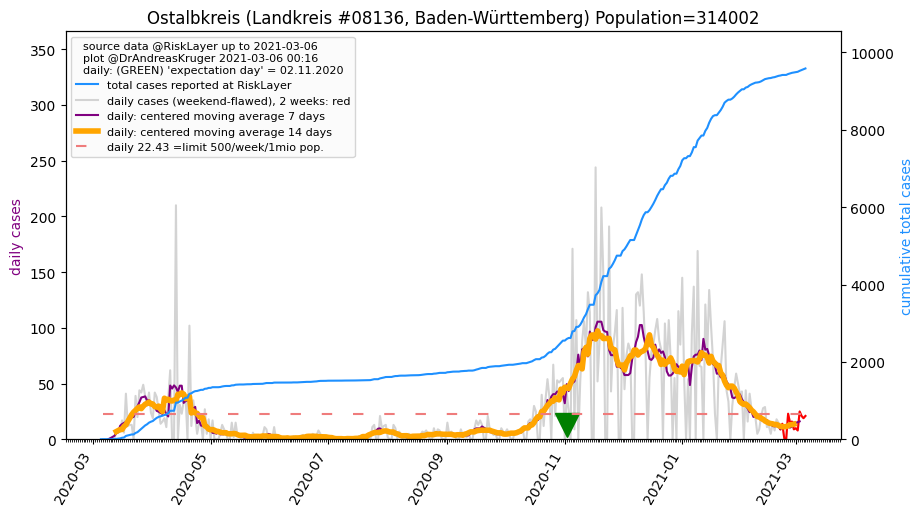 Ostalbkreis (Landkreis #08136, Baden-Württemberg) Population=314002
source data @RiskLayer up to 2021-03-06
plot @DrAndreasKruger 2021-03-06 00:16
daily: (GREEN) 'expectation day' = 02.11.2020
total cases reported at RiskLayer
daily cases (weekend-flawed), 2 weeks: red
daily: centered moving average 7 days
daily: centered moving average 14 days
daily 22.43 =limit 500/week/1mio pop.
daily cases
350
300
250
200
150
100
50
0
10000
8000
6000
4000
2000
0
cumulative total cases
2020-03
2020-05
2020-07
2020-09
2020-11
2021-01
2021-03